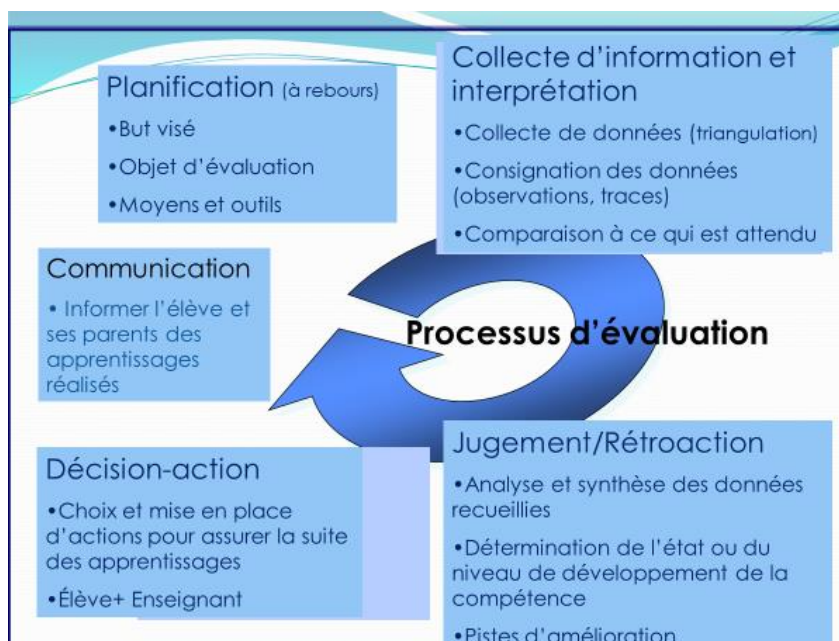 Planification (à rebours)
•But visé
•Objet d'évaluation
•Moyens et outils
Collecte d'information et
interprétation
•Collecte de données (triangulation)
•Consignation des données
(observations, traces)
•Comparaison à ce qui est attendu
Communication
• Informer l'élève et
ses parents des
apprentissages
réalisés
Processus d'évaluation
Décision-action
•Choix et mise en place
d'actions pour assurer la suite
des apprentissages
•Élève+ Enseignant
Jugement/Rétroaction
•Analyse et synthèse des données
recueillies
•Détermination de l'état ou du
niveau de développement de la
compétence
•Pistes d'amélioration